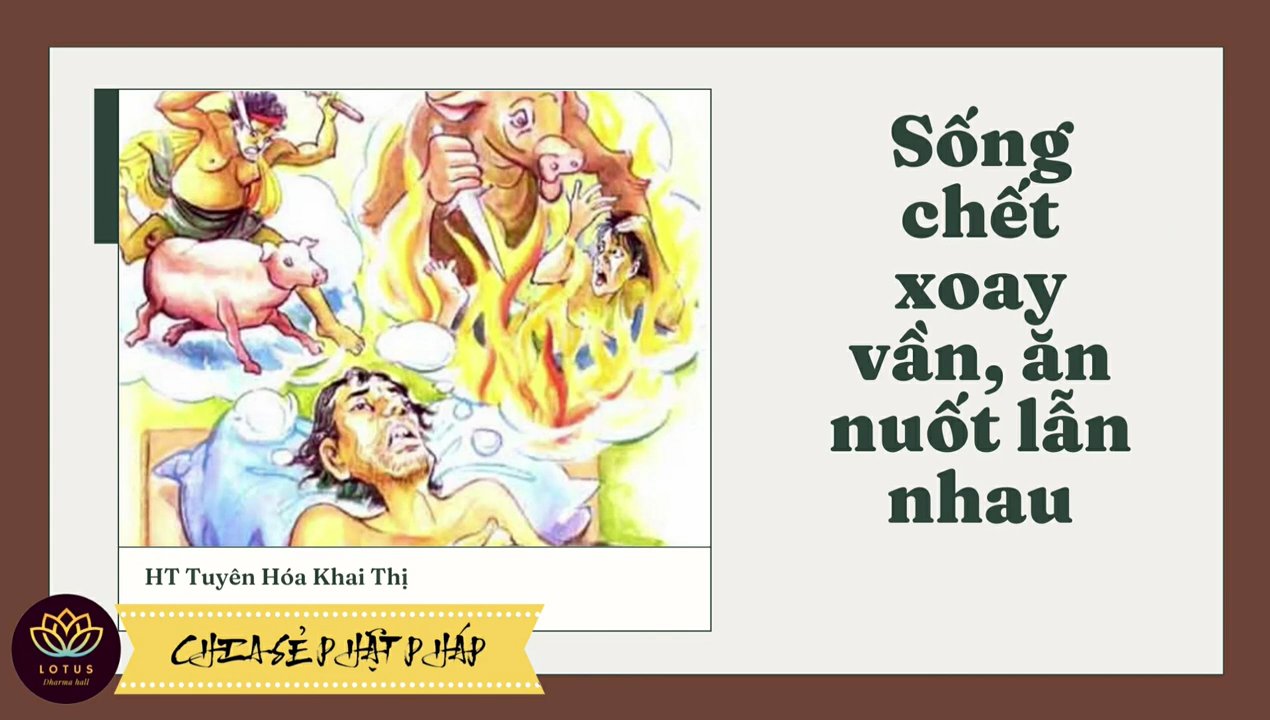 Sống
chết
xoay
vần, ăn
nuốt lẫn
nhau
HT Tuyên Hóa Khai Thị
CHIA SẺ PHẬT PHÁP
LOTUS
Dharma hall